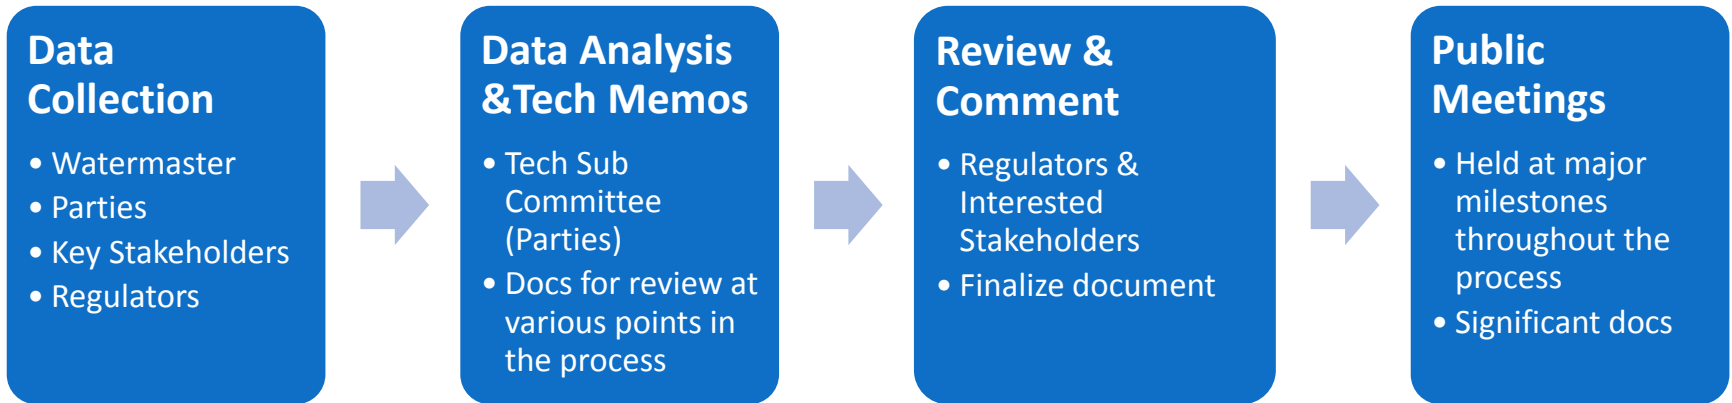 Data
Collection
• Watermaster
• Parties
• Key Stakeholders
• Regulators
Data Analysis
&Tech Memos
• Tech Sub
Committee
(Parties)
• Docs for review at
various points in
the process
Review &
Comment
• Regulators &
Interested
Stakeholders
• Finalize document
Public
Meetings
• Held at major
milestones
throughout the
process
• Significant docs